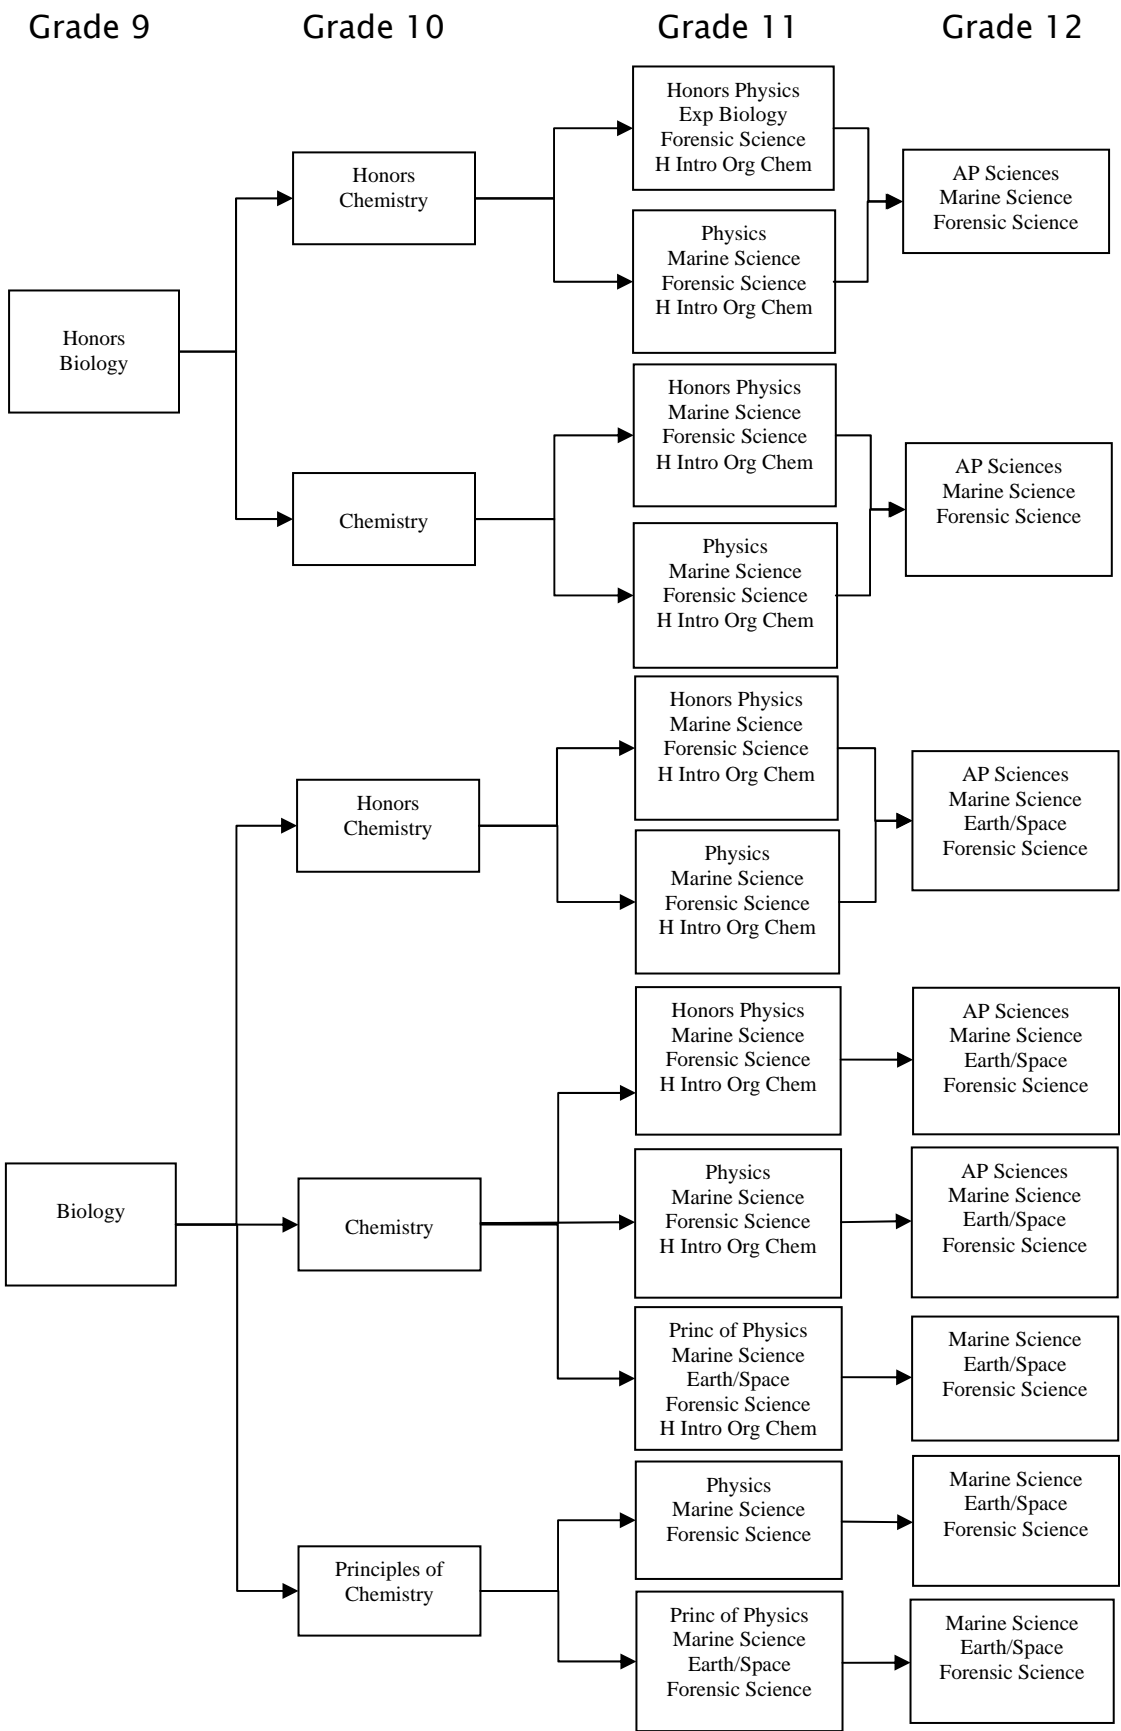 Grade 9 Grade 10 Grade 11 Grade 12
Honors
Biology
Honors
Chemistry
Honors Physics
Exp Biology
Forensic Science
H Intro Org Chem
Physics
Marine Science
Forensic Science
H Intro Org Chem
AP Sciences
Marine Science
Forensic Science
Chemistry
Honors Physics
Marine Science
Forensic Science
H Intro Org Chem
Physics
Marine Science
Forensic Science
H Intro Org Chem
AP Sciences
Marine Science
Forensic Science
Biology
Honors
Chemistry
Honors Physics
Marine Science
Forensic Science
H Intro Org Chem
Physics
Marine Science
Forensic Science
H Intro Org Chem
AP Sciences
Marine Science
Earth/Space
Forensic Science
Chemistry
Honors Physics
Marine Science
Forensic Science
H Intro Org Chem
AP Sciences
Marine Science
Earth/Space
Forensic Science
Physics
Marine Science
Forensic Science
H Intro Org Chem
AP Sciences
Marine Science
Earth/Space
Forensic Science
Princ of Physics
Marine Science
Earth/Space
Forensic Science
H Intro Org Chem
Marine Science
Earth/Space
Forensic Science
Principles of
Chemistry
Physics
Marine Science
Forensic Science
Marine Science
Earth/Space
Forensic Science
Princ of Physics
Marine Science
Earth/Space
Forensic Science
Marine Science
Earth/Space
Forensic Science